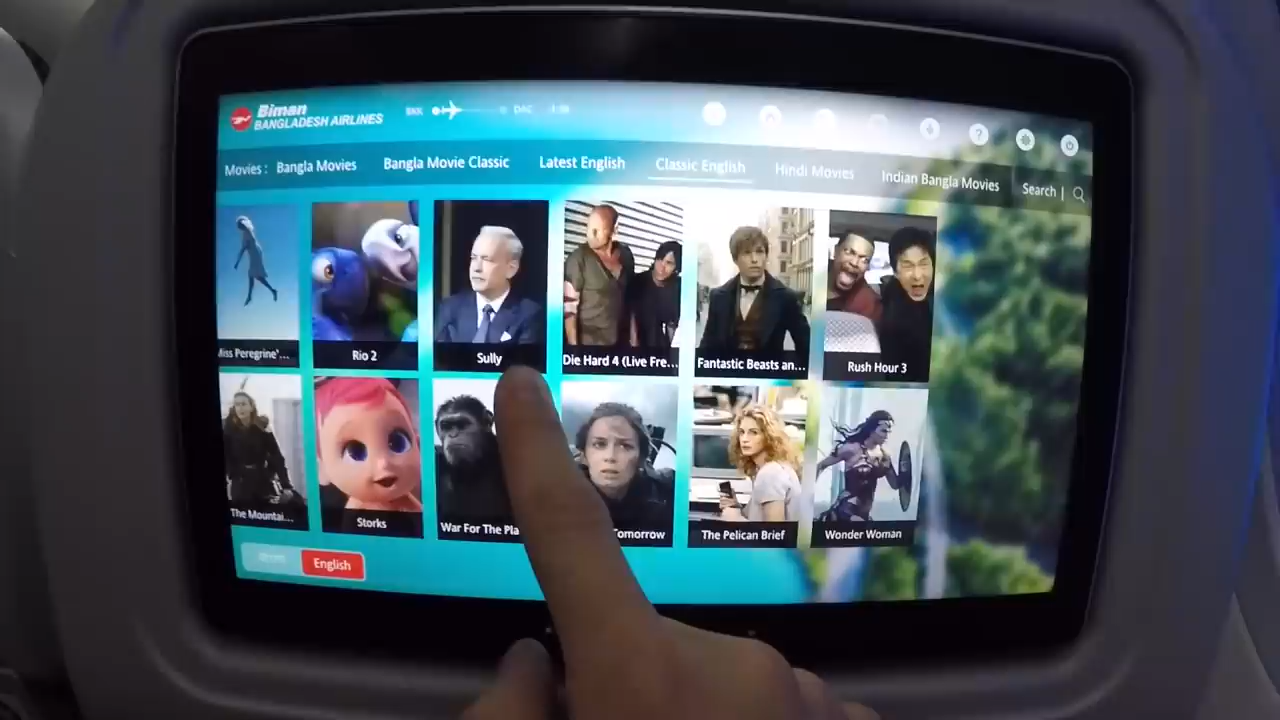 Biman
BANGLADESH AIRLINES
BKK DAC
Movies : Bangla Movies Bangla Movie Classic Latest English Classic English Hindi Movies Indian Bangla Movies Search |
Miss Peregrine'... Rio 2 Sully Die Hard 4 (Live Fre... Fantastic Beasts an... Rush Hour 3
The Mountai... Storks War For The Pla Tomorrow The Pelican Brief Wonder Woman
English